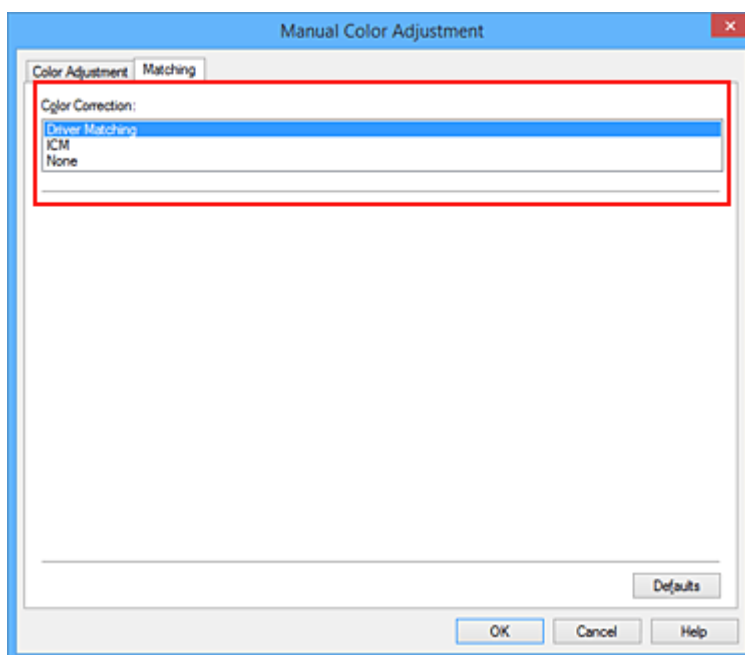 Manual Color Adjustment
Color Adjustment Matching
Color Correction:
Driver Matching
ICM
None
Defaults
OK Cancel Help